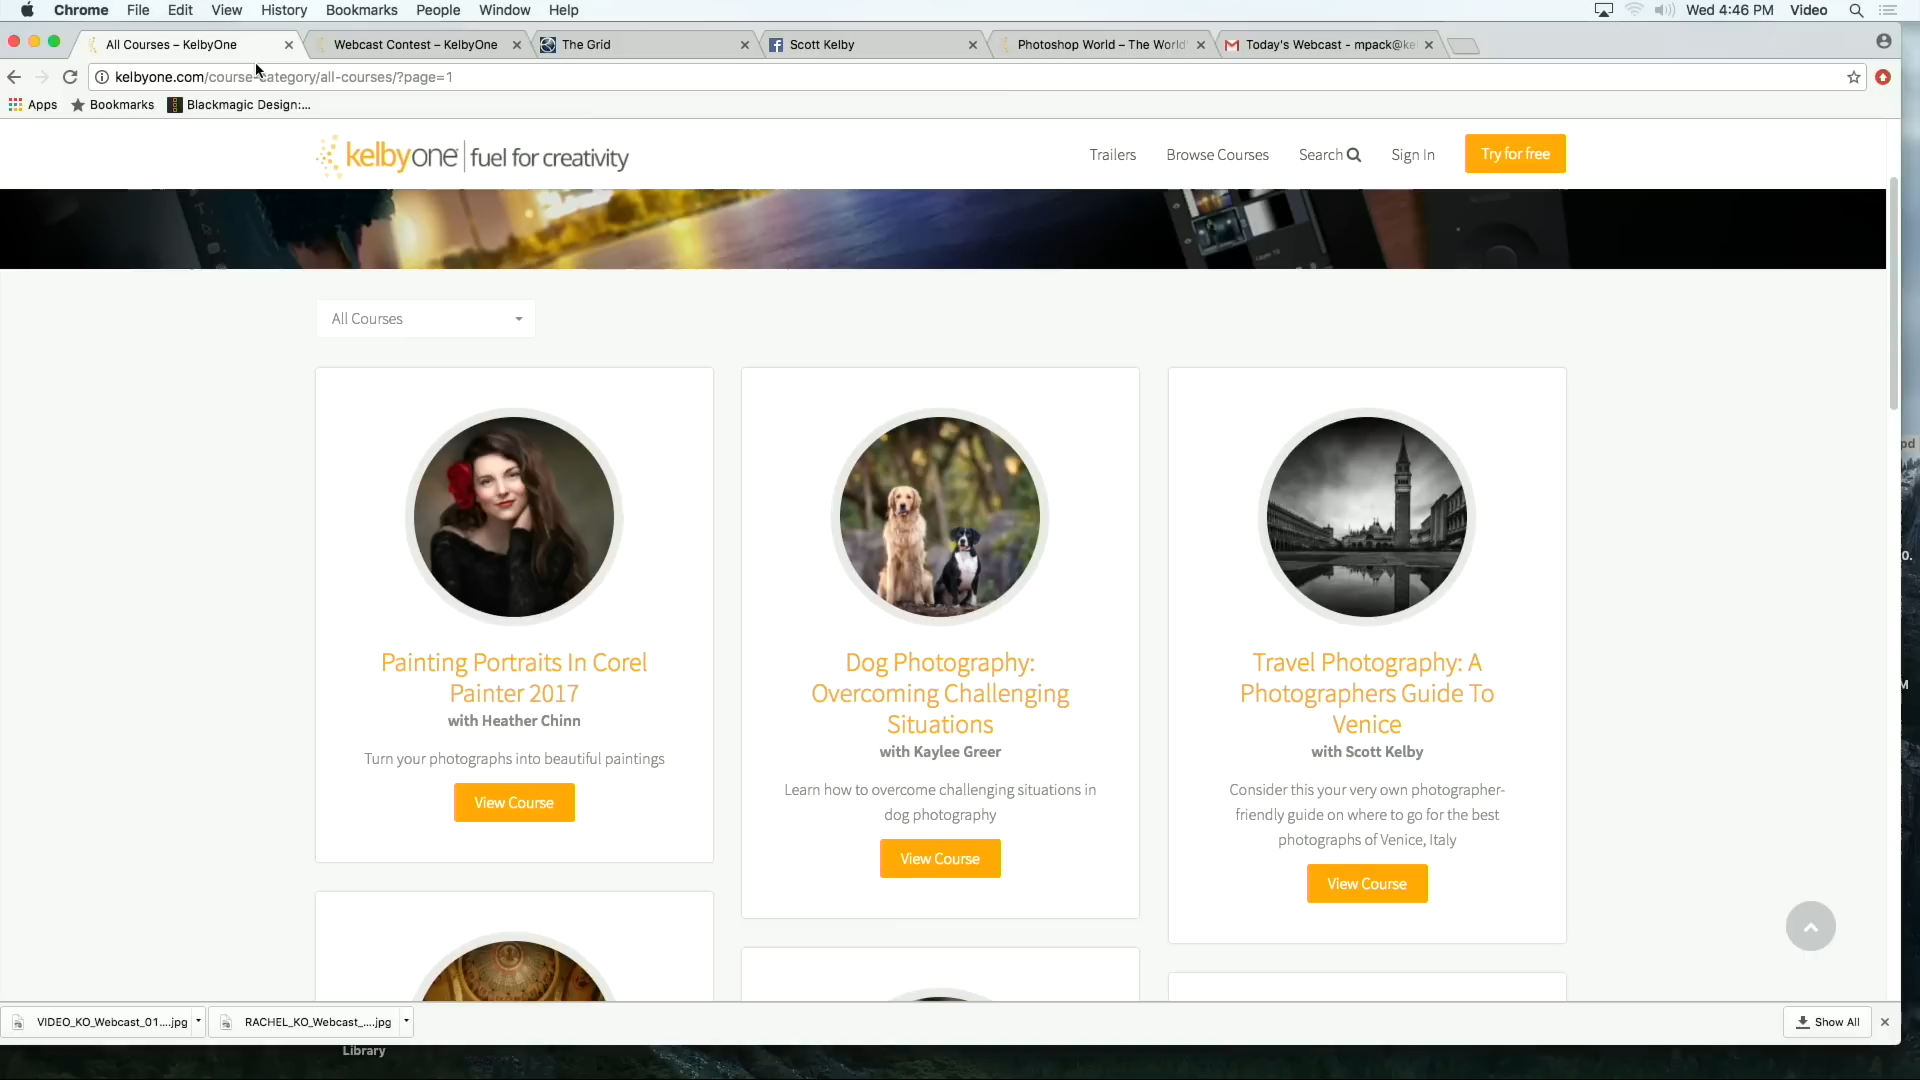 Chrome File Edit View History Bookmarks People Window Help Wed 4:46 PM Video
All Courses – KelbyOne Webcast Contest – KelbyOne The Grid Scott Kelby Photoshop World – The World Today's Webcast - mpack@kel
kelbyone.com/course-category/all-courses/?page=1
Apps Bookmarks Blackmagic Design:...
kelbyone | fuel for creativity
Trailers Browse Courses Search Sign In Try for free
All Courses
Painting Portraits In Corel
Painter 2017
with Heather Chinn
Turn your photographs into beautiful paintings
View Course
Dog Photography:
Overcoming Challenging
Situations
with Kaylee Greer
Learn how to overcome challenging situations in
dog photography
View Course
Travel Photography: A
Photographers Guide To
Venice
with Scott Kelby
Consider this your very own photographer-
friendly guide on where to go for the best
photographs of Venice, Italy
View Course
VIDEO_KO_Webcast_01....jpg RACHEL_KO_Webcast_....jpg Show All
Library